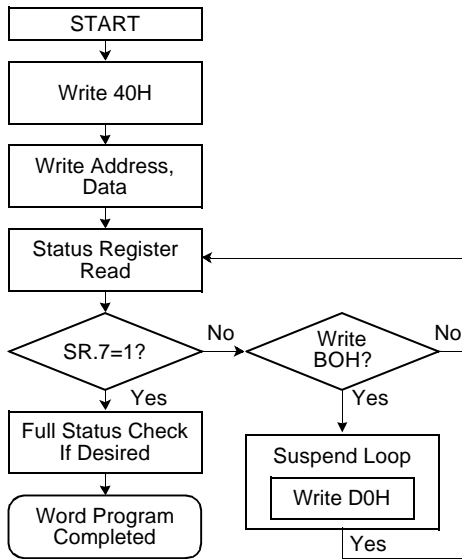 START
Write 40H
Write Address,
Data
Status Register
Read
SR.7=1?
No
Write
BOH?
No
Yes
Yes
Full Status Check
If Desired
Suspend Loop
Write D0H
Yes
Word Program
Completed